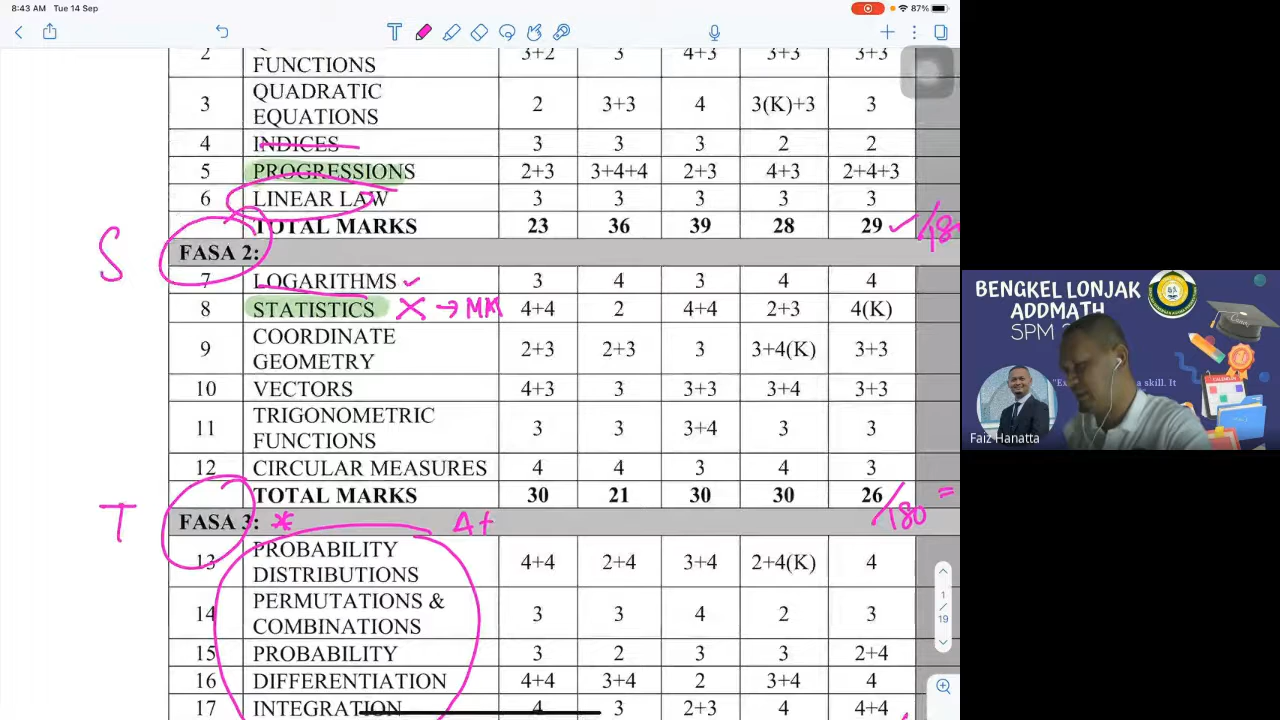 8:43 AM Tue 14 Sep
87%
2 FUNCTIONS 3+2 3 4+3 3+3 3+3
3 QUADRATIC EQUATIONS 2 3+3 4 3(K)+3 3
4 INDICES 3 3 3 2 2
5 PROGRESSIONS 2+3 3+4+4 2+3 4+3 2+4+3
6 LINEAR LAW 3 3 3 3 3
TOTAL MARKS 23 36 39 28 29 /180
S FASA 2:
7 LOGARITHMS 3 4 3 4 4
8 STATISTICS X → MK 4+4 2 4+4 2+3 4(K)
9 COORDINATE GEOMETRY 2+3 2+3 3 3+4(K) 3+3
10 VECTORS 4+3 3 3+3 3+4 3+3
11 TRIGONOMETRIC FUNCTIONS 3 3 3+4 3 3
12 CIRCULAR MEASURES 4 4 3 4 3
TOTAL MARKS 30 21 30 30 26 /180 =
T FASA 3: * A+
13 PROBABILITY DISTRIBUTIONS 4+4 2+4 3+4 2+4(K) 4
14 PERMUTATIONS & COMBINATIONS 3 3 4 2 3
15 PROBABILITY 3 2 3 3 2+4
16 DIFFERENTIATION 4+4 3+4 2 3+4 4
17 INTEGRATION 4 3 2+3 4 4+4
1
/
19
BENGKEL LONJAK
ADDMATH
SPM 2
a skill. It
Faiz Hanatta